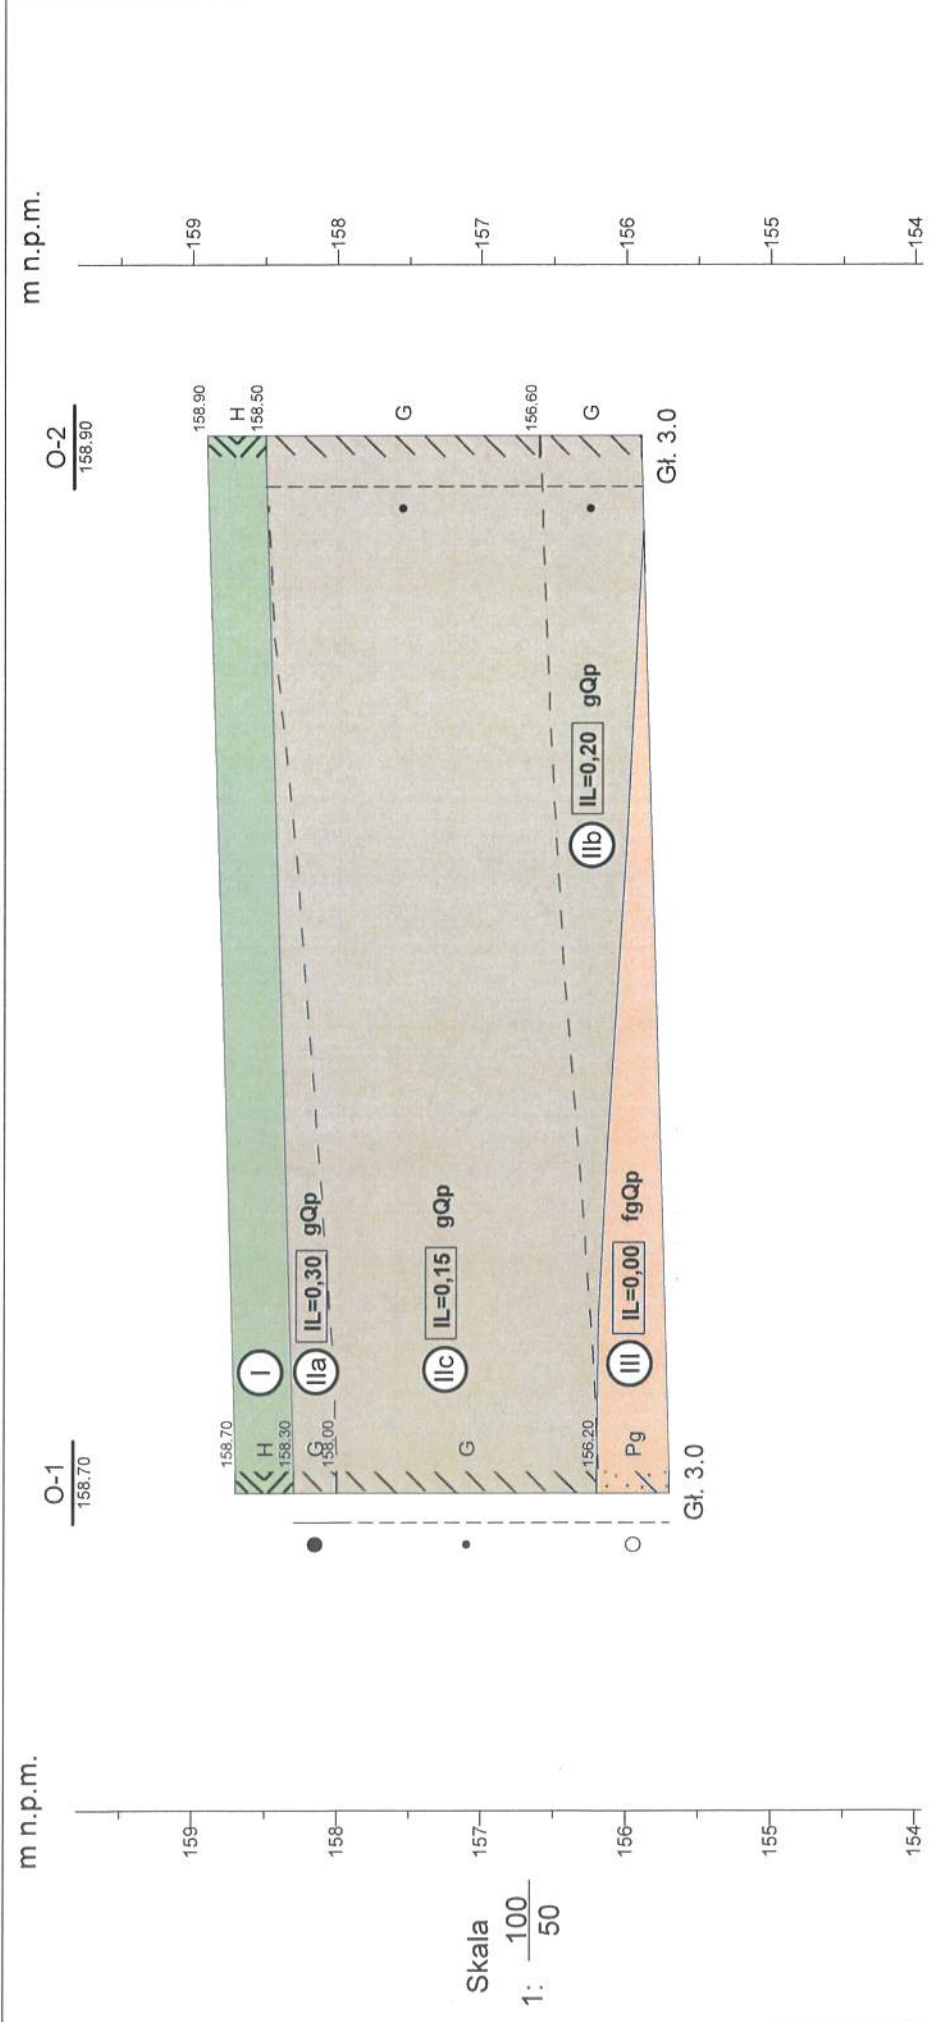 m n.p.m.
m n.p.m.
O-1
158.70
O-2
158.90
159
158
157
156
155
154
159
158
157
156
155
154
Skala
1: 100
50
158.70
H
158.30
G
158.00
G
156.20
Pg
Gł. 3.0
I
IIa IL=0,30 gQp
IIc IL=0,15 gQp
III IL=0,00 fgQp
IIb IL=0,20 gQp
158.90
H
158.50
G
156.60
G
Gł. 3.0